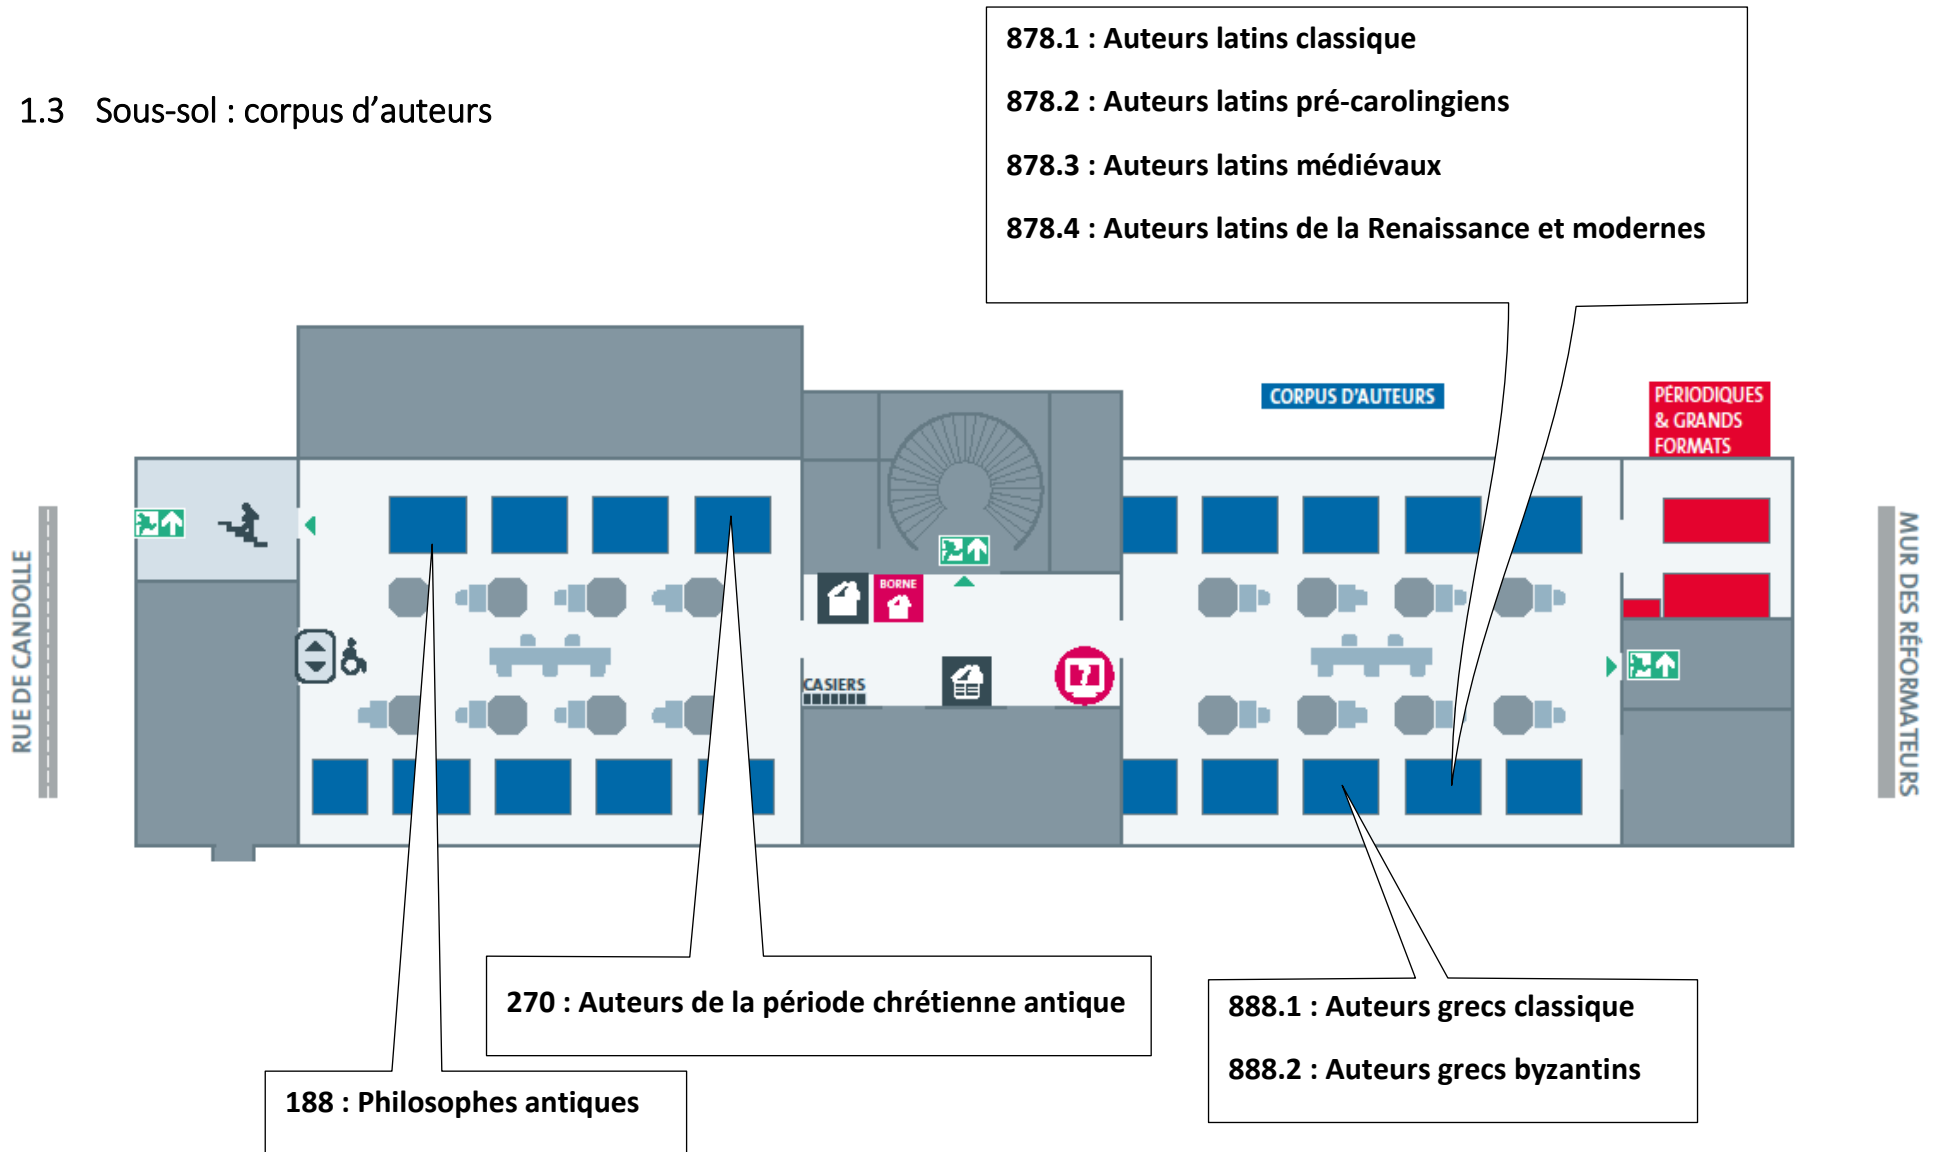 878.1 : Auteurs latins classique
878.2 : Auteurs latins pré-carolingiens
878.3 : Auteurs latins médiévaux
878.4 : Auteurs latins de la Renaissance et modernes
1.3 Sous-sol : corpus d’auteurs
CORPUS D'AUTEURS
PÉRIODIQUES
& GRANDS
FORMATS
RUE DE CANDOLLE
BORNE
CASIERS
MUR DES RÉFORMATEURS
270 : Auteurs de la période chrétienne antique
888.1 : Auteurs grecs classique
888.2 : Auteurs grecs byzantins
188 : Philosophes antiques